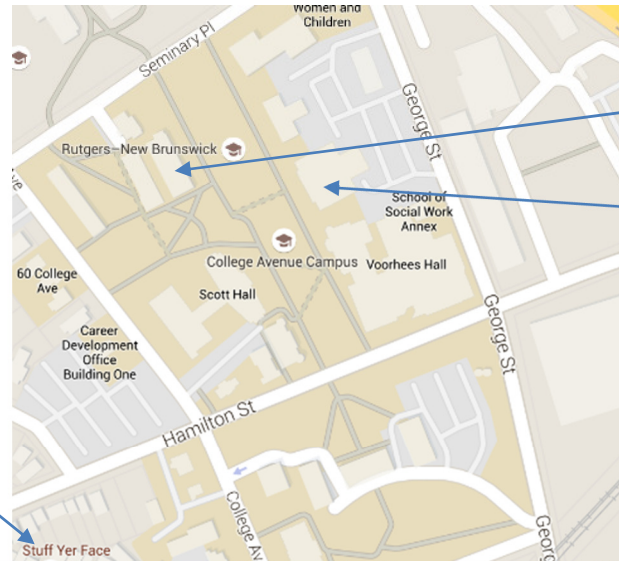 Women and
Children
Seminary Pl
George St
Rutgers–New Brunswick
School of
Social Work
Annex
College Avenue Campus
Voorhees Hall
60 College
Ave
Scott Hall
George St
Career
Development
Office
Building One
Hamilton St
College Av
Stuff Yer Face